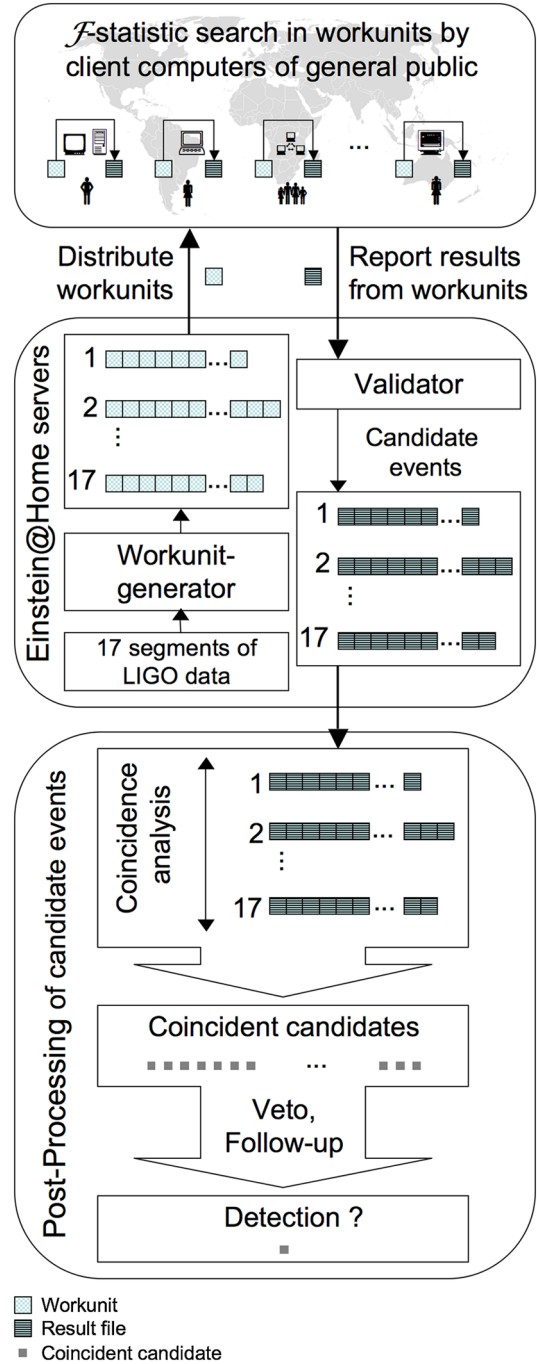 ℱ-statistic search in workunits by
client computers of general public
...
Distribute
workunits
Report results
from workunits
Einstein@Home servers
1 ...
2 ...
⋮
17 ...
Workunit-
generator
17 segments of
LIGO data
Validator
Candidate
events
1 ...
2 ...
⋮
17 ...
Post-Processing of candidate events
Coincidence
analysis
1 ...
2 ...
⋮
17 ...
Coincident candidates
...
Veto,
Follow-up
Detection ?
Workunit
Result file
Coincident candidate